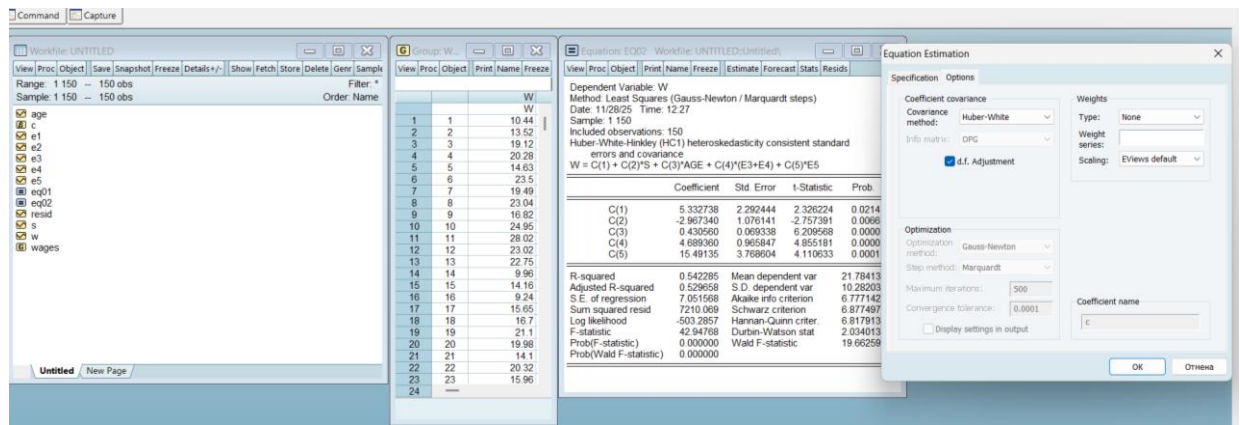 Command Capture
Workfile: UNTITLED
View Proc Object Save Snapshot Freeze Details+/- Show Fetch Store Delete Genr Sample
Range: 1 150 -- 150 obs Filter: *
Sample: 1 150 -- 150 obs Order: Name
age
c
e1
e2
e3
e4
e5
eq01
eq02
resid
s
w
wages
Untitled New Page
Group: W...
View Proc Object Print Name Freeze
W
W
1 1 10.44
2 2 13.52
3 3 19.12
4 4 20.28
5 5 14.63
6 6 23.5
7 7 19.49
8 8 23.04
9 9 16.82
10 10 24.95
11 11 28.02
12 12 23.02
13 13 22.75
14 14 9.96
15 15 14.16
16 16 9.24
17 17 15.65
18 18 16.7
19 19 21.1
20 20 19.98
21 21 14.1
22 22 20.32
23 23 15.96
24
Equation: EQ02 Workfile: UNTITLED::Untitled\
View Proc Object Print Name Freeze Estimate Forecast Stats Resids
Dependent Variable: W
Method: Least Squares (Gauss-Newton / Marquardt steps)
Date: 11/28/25 Time: 12:27
Sample: 1 150
Included observations: 150
Huber-White-Hinkley (HC1) heteroskedasticity consistent standard
errors and covariance
W = C(1) + C(2)*S + C(3)*AGE + C(4)*(E3+E4) + C(5)*E5
Coefficient Std. Error t-Statistic Prob.
C(1) 5.332738 2.292444 2.326224 0.0214
C(2) -2.967340 1.076141 -2.757391 0.0066
C(3) 0.430560 0.069338 6.209568 0.0000
C(4) 4.689360 0.965847 4.855181 0.0000
C(5) 15.49135 3.768604 4.110633 0.0001
R-squared 0.542285 Mean dependent var 21.78413
Adjusted R-squared 0.529658 S.D. dependent var 10.28203
S.E. of regression 7.051568 Akaike info criterion 6.777142
Sum squared resid 7210.069 Schwarz criterion 6.877497
Log likelihood -503.2857 Hannan-Quinn criter. 6.817913
F-statistic 42.94768 Durbin-Watson stat 2.034013
Prob(F-statistic) 0.000000 Wald F-statistic 19.66259
Prob(Wald F-statistic) 0.000000
Equation Estimation
Specification Options
Coefficient covariance
Covariance method: Huber-White
Info matrix: OPG
d.f. Adjustment
Weights
Type: None
Weight series:
Scaling: EViews default
Optimization
Optimization method: Gauss-Newton
Step method: Marquardt
Maximum iterations: 500
Convergence tolerance: 0.0001
Display settings in output
Coefficient name
c
OK Отмена